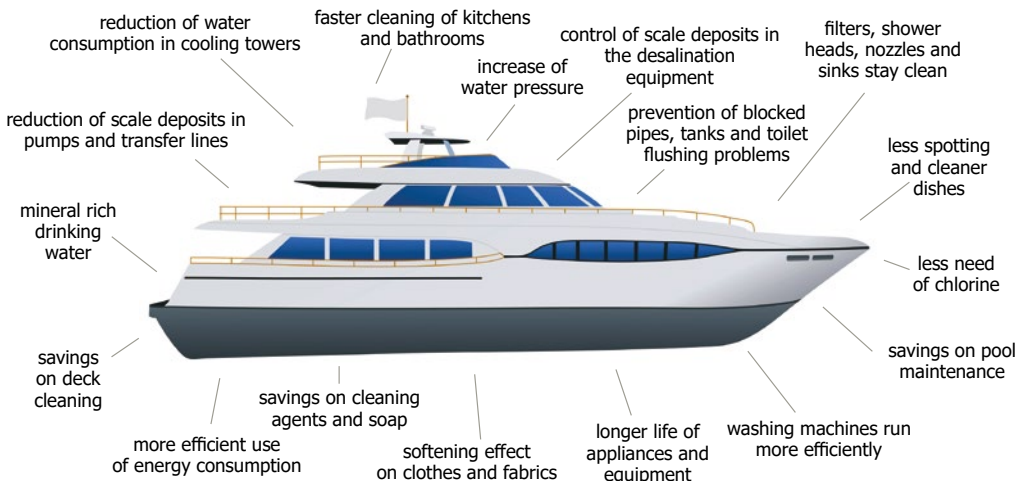 reduction of water
consumption in cooling towers
faster cleaning of kitchens
and bathrooms
increase of
water pressure
control of scale deposits in
the desalination
equipment
filters, shower
heads, nozzles and
sinks stay clean
reduction of scale deposits in
pumps and transfer lines
prevention of blocked
pipes, tanks and toilet
flushing problems
less spotting
and cleaner
dishes
mineral rich
drinking
water
less need
of chlorine
savings
on deck
cleaning
savings on pool
maintenance
more efficient use
of energy consumption
savings on cleaning
agents and soap
softening effect
on clothes and fabrics
longer life of
appliances and
equipment
washing machines run
more efficiently